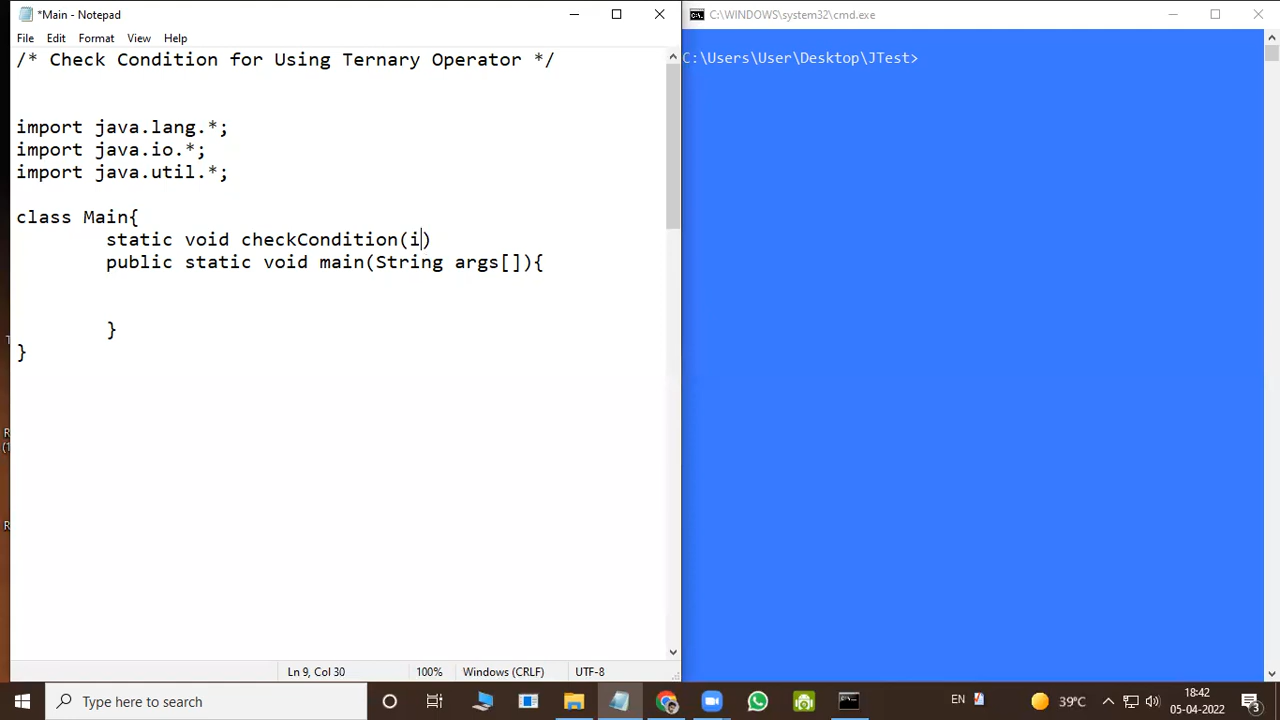 *Main - Notepad
File Edit Format View Help
/* Check Condition for Using Ternary Operator */
import java.lang.*;
import java.io.*;
import java.util.*;
class Main{
static void checkCondition(i)
public static void main(String args[]){
}
}
Ln 9, Col 30 100% Windows (CRLF) UTF-8
C:\WINDOWS\system32\cmd.exe
C:\Users\User\Desktop\JTest>
Type here to search
EN
39°C
18:42
05-04-2022
3